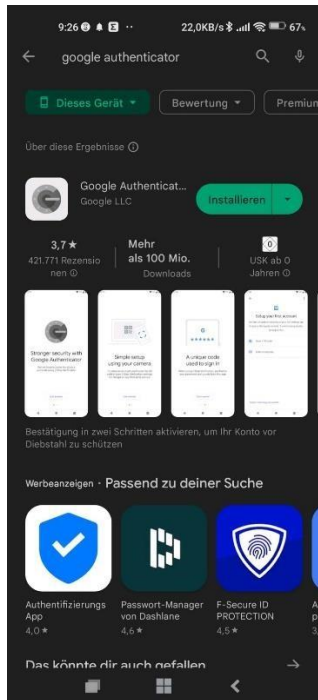 9:26 22,0KB/s 67%
google authenticator
Dieses Gerät Bewertung Premium
Über diese Ergebnisse
Google Authenticat...
Google LLC
Installieren
3,7 ★ Mehr als 100 Mio. USK ab 0
421.771 Rezensio
nen Downloads Jahren
Stronger security with
Google Authenticator
Simple setup
using your camera
A unique code
used to sign in
Setup your first account
Bestätigung in zwei Schritten aktivieren, um Ihr Konto vor
Diebstahl zu schützen
Werbeanzeigen · Passend zu deiner Suche
Authentifizierungs
App
4,0 ★
Passwort-Manager
von Dashlane
4,6 ★
F-Secure ID
PROTECTION
4,5 ★
Das könnte dir auch gefallen